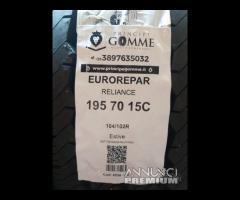 PRINCIPE
GOMME
3897635032
www.principegomme.it
EUROREPAR
RELIANCE
195 70 15C
104/102R
Estive
ANNUNCI
PREMIUM